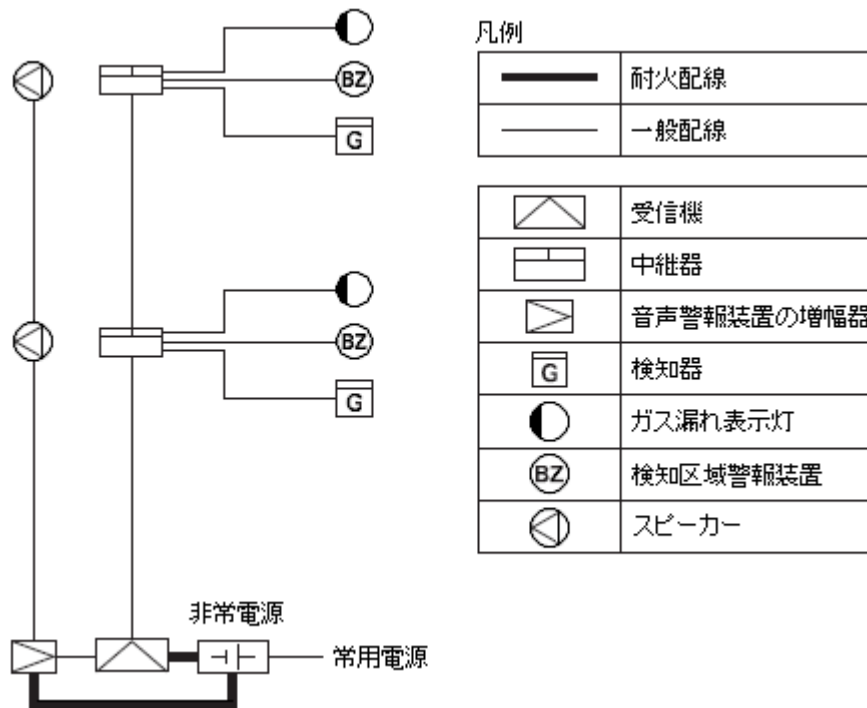 BZ
G
BZ
G
非常電源
常用電源
凡例
耐火配線
一般配線
受信機
中継器
音声警報装置の増幅器
G 検知器
ガス漏れ表示灯
BZ 検知区域警報装置
スピーカー